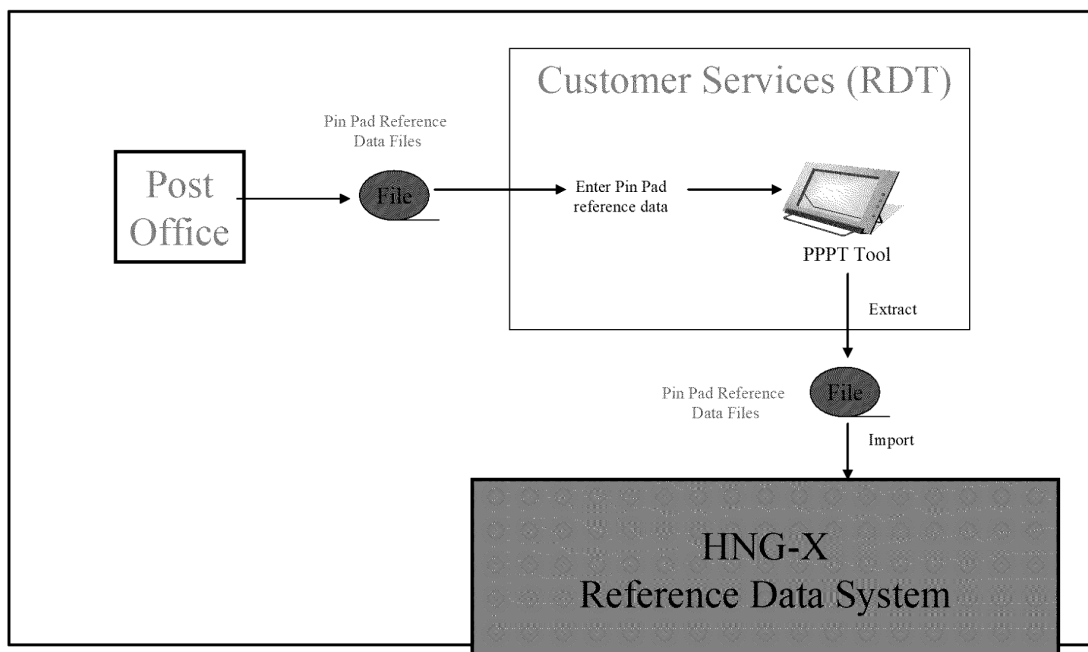 Customer Services (RDT)
Pin Pad Reference
Data Files
Post
Office
File
Enter Pin Pad
reference data
PPPT Tool
Extract
Pin Pad Reference
Data Files
File
Import
HNG-X
Reference Data System